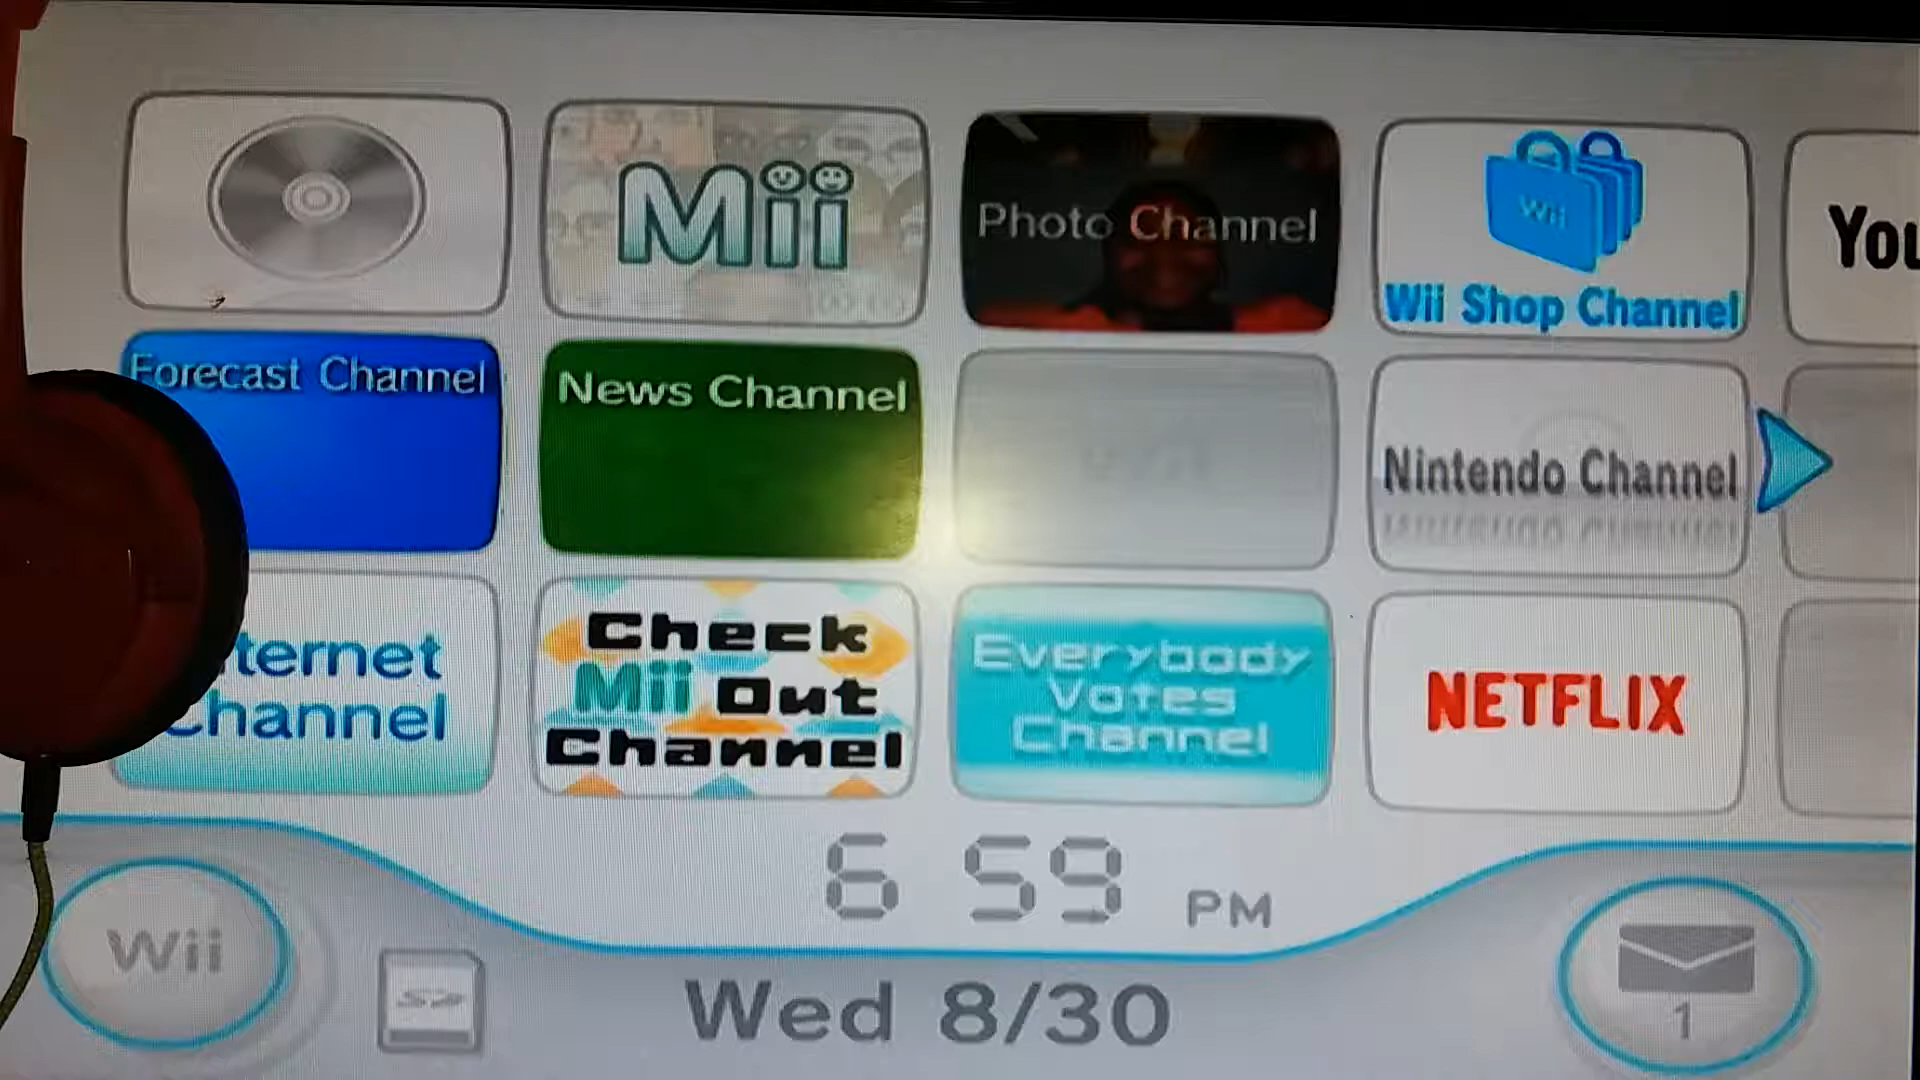 Mii
Photo Channel
Wii
Wii Shop Channel
You
Forecast Channel
News Channel
Wii
Nintendo Channel
ternet
Channel
Check
Mii Out
Channel
Everybody
Votes
Channel
NETFLIX
6 59 PM
Wii
Wed 8/30
1